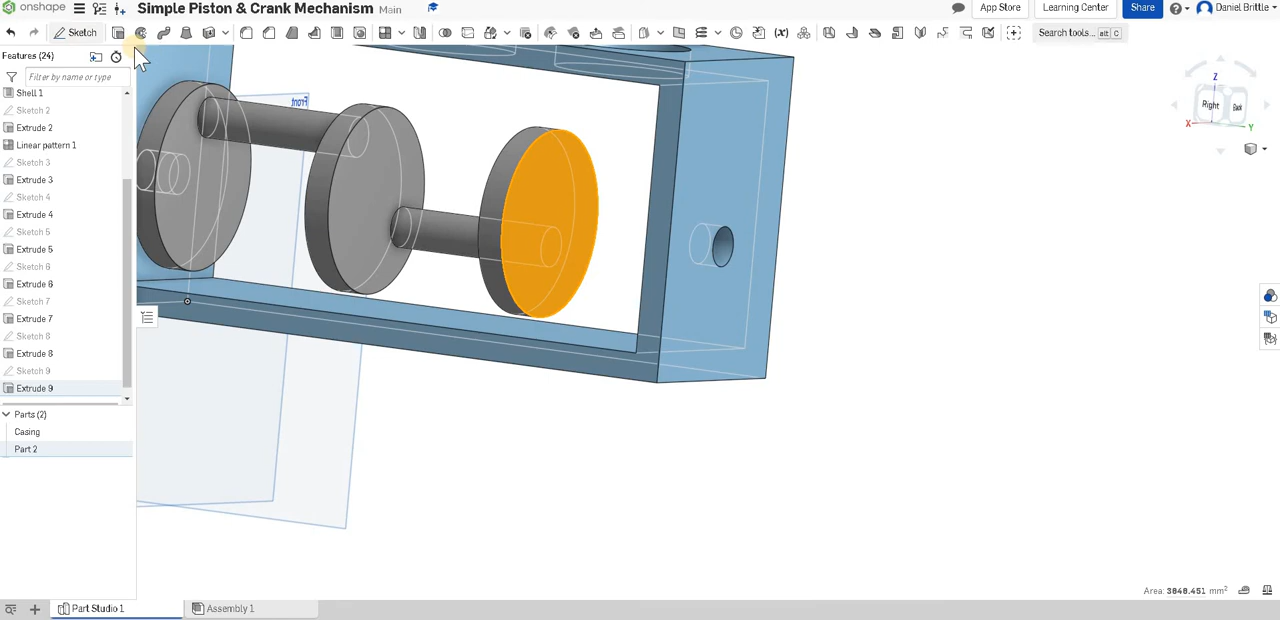 onshape Simple Piston & Crank Mechanism Main App Store Learning Center Share Daniel Brittle
Sketch Search tools... alt C
Features (24)
Filter by name or type
Shell 1
Sketch 2
Extrude 2
Linear pattern 1
Sketch 3
Extrude 3
Sketch 4
Extrude 4
Sketch 5
Extrude 5
Sketch 6
Extrude 6
Sketch 7
Extrude 7
Sketch 8
Extrude 8
Sketch 9
Extrude 9
Parts (2)
Casing
Part 2
Front
Z
Right
Back
X
Y
Area: 3848.451 mm²
Part Studio 1
Assembly 1